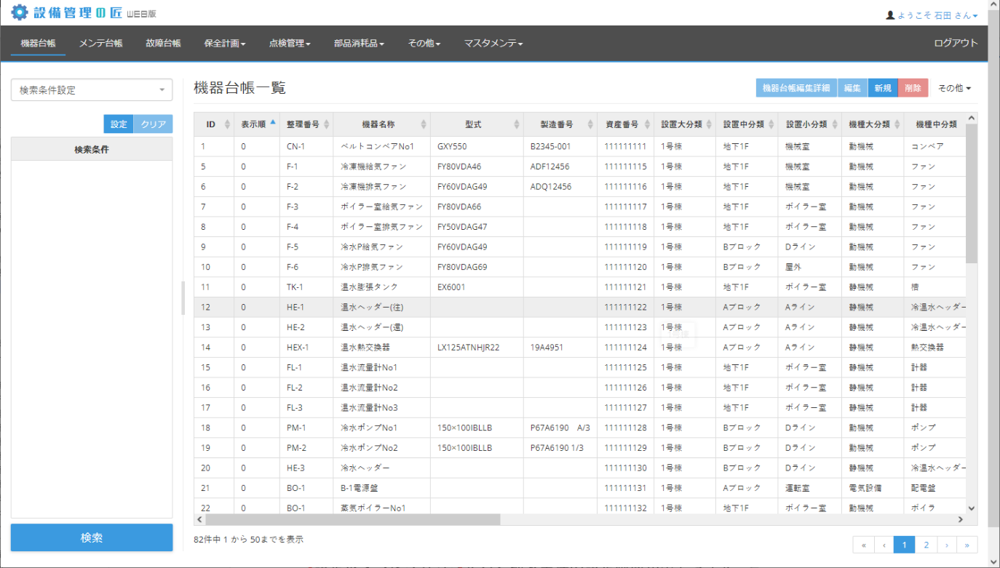 設備管理の匠 WEB版
ようこそ 石田 さん
機器台帳 メンテ台帳 故障台帳 保全計画 点検管理 部品消耗品 その他 マスタメンテ ログアウト
検索条件設定
設定 クリア
検索条件
検索
機器台帳一覧
機器台帳編集詳細 編集 新規 削除 その他
ID 表示順 整理番号 機器名称 型式 製造番号 資産番号 設置大分類 設置中分類 設置小分類 機種大分類 機種中分類
1 0 CN-1 ベルトコンベアNo1 GXY550 B2345-001 111111111 1号棟 地下1F 機械室 動機械 コンベア
5 0 F-1 冷凍機給気ファン FY80VDA46 ADF12456 111111115 1号棟 地下1F 機械室 動機械 ファン
6 0 F-2 冷凍機排気ファン FY60VDAG49 ADQ12456 111111116 1号棟 地下1F 機械室 動機械 ファン
7 0 F-3 ボイラー室給気ファン FY80VDA66 111111117 1号棟 地下1F ボイラー室 動機械 ファン
8 0 F-4 ボイラー室排気ファン FY50VDAG47 111111118 1号棟 地下1F ボイラー室 動機械 ファン
9 0 F-5 冷水P給気ファン FY60VDAG49 111111119 1号棟 Bブロック Dライン 動機械 ファン
10 0 F-6 冷水P排気ファン FY80VDAG69 111111120 1号棟 Bブロック 屋外 動機械 ファン
11 0 TK-1 温水膨張タンク EX6001 111111121 1号棟 地下1F ボイラー室 静機械 槽
12 0 HE-1 温水ヘッダー(往) 111111122 1号棟 Aブロック Aライン 静機械 冷温水ヘッダー
13 0 HE-2 温水ヘッダー(還) 111111123 1号棟 Aブロック Aライン 静機械 冷温水ヘッダー
14 0 HEX-1 温水熱交換器 LX125ATNHJR22 19A4951 111111124 1号棟 Aブロック Aライン 静機械 熱交換器
15 0 FL-1 温水流量計No1 111111125 1号棟 地下1F ボイラー室 静機械 計器
16 0 FL-2 温水流量計No2 111111126 1号棟 地下1F ボイラー室 静機械 計器
17 0 FL-3 温水流量計No3 111111127 1号棟 地下1F ボイラー室 静機械 計器
18 0 PM-1 冷水ポンプNo1 150×100IBLLB P67A6190 A/3 111111128 1号棟 Bブロック Dライン 動機械 ポンプ
19 0 PM-2 冷水ポンプNo2 150×100IBLLB P67A6190 1/3 111111129 1号棟 Bブロック Dライン 動機械 ポンプ
20 0 HE-3 冷水ヘッダー 111111130 1号棟 Bブロック Dライン 静機械 冷温水ヘッダー
21 0 BO-1 B-1電源盤 111111131 1号棟 Aブロック 運転室 電気設備 配電盤
22 0 BO-1 蒸気ボイラーNo1 111111132 1号棟 地下1F ボイラー室 動機械 ボイラ
82件中 1 から 50までを表示
« ‹ 1 2 › »